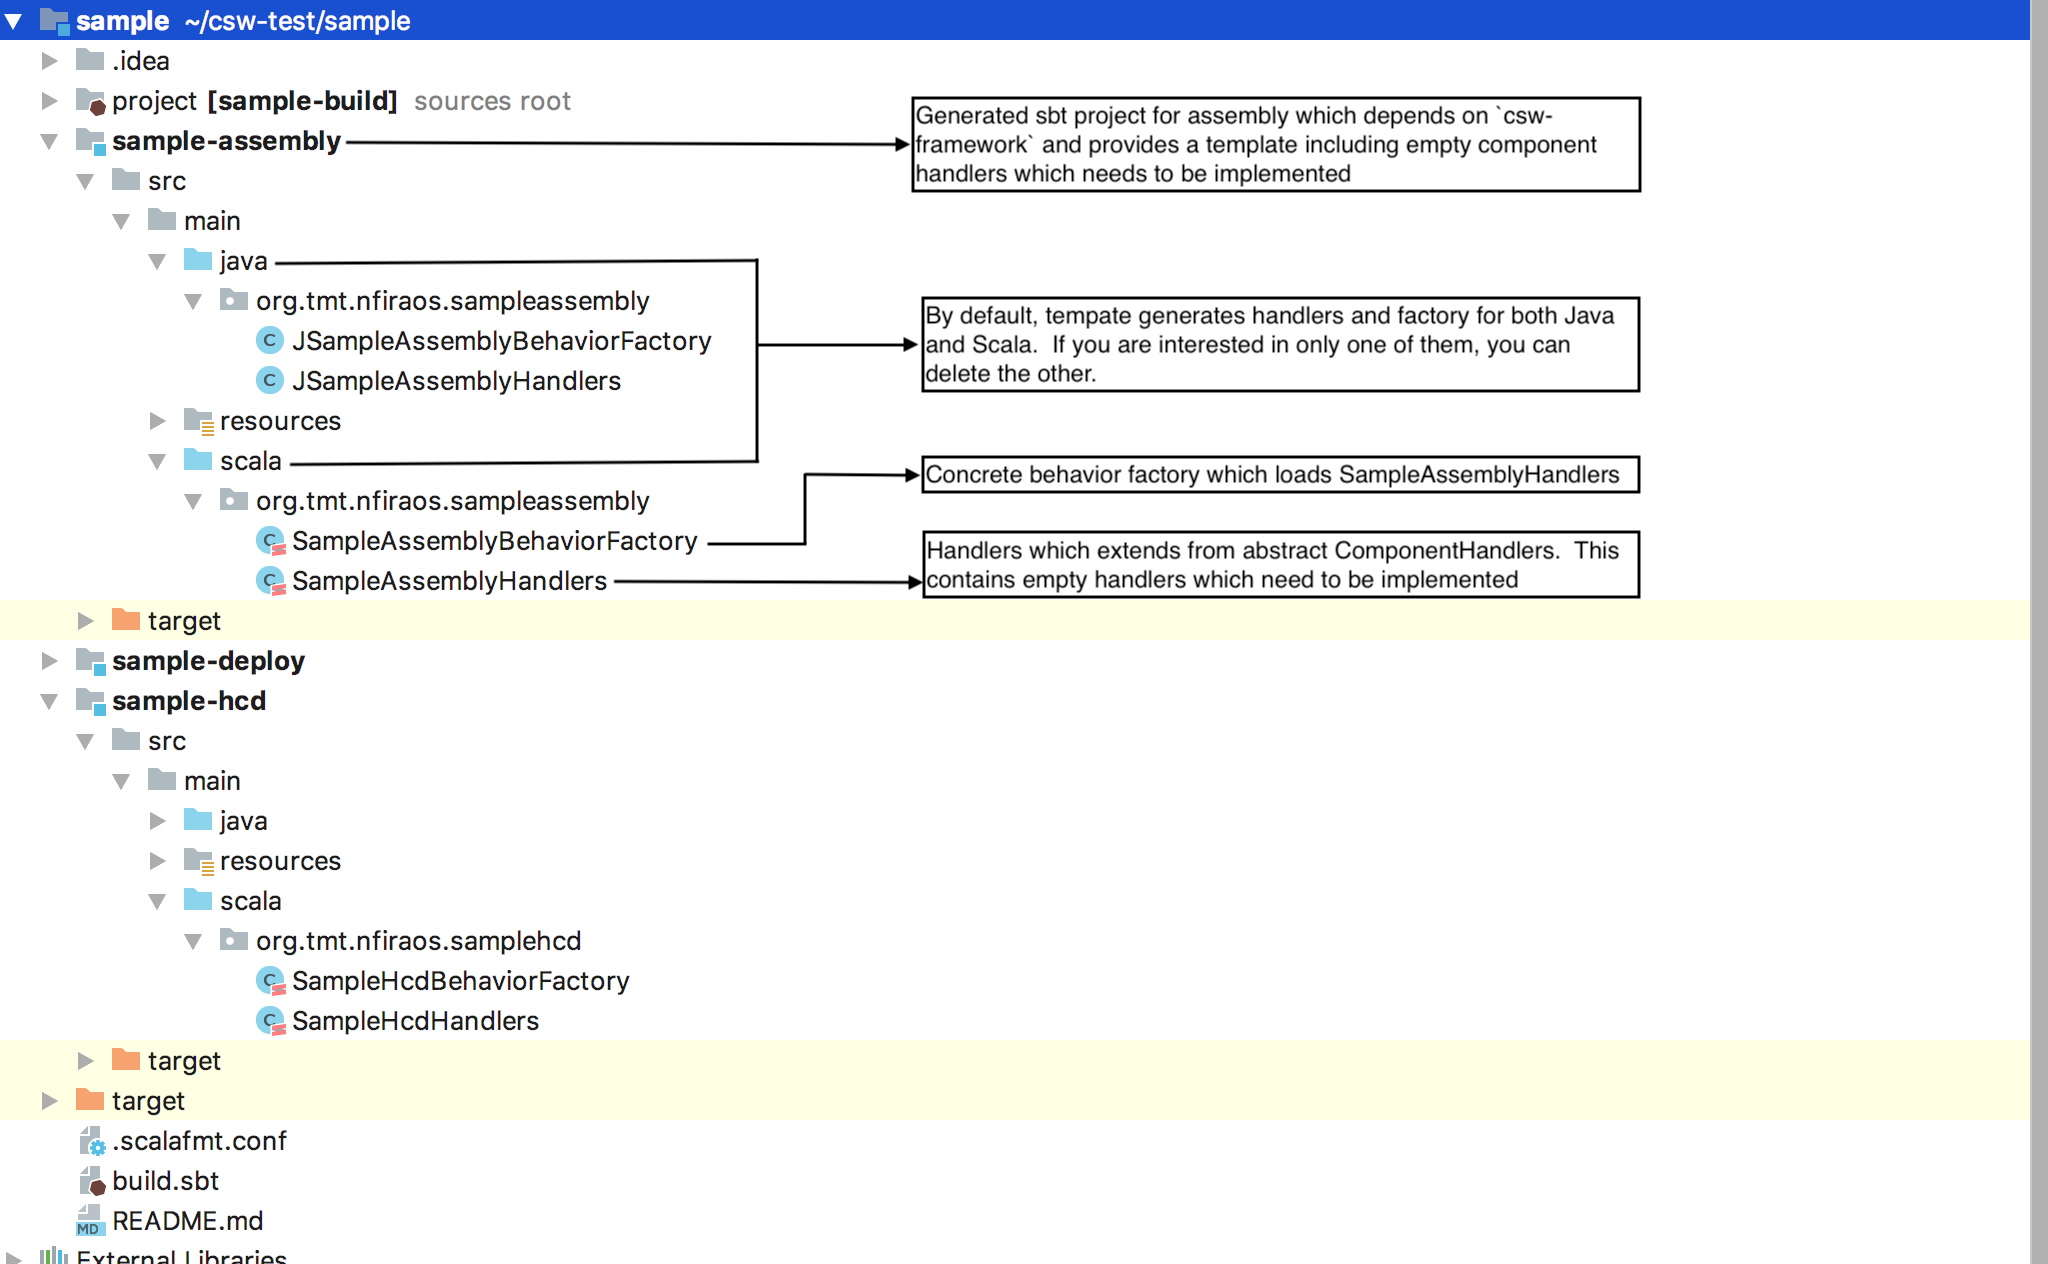 sample ~/csw-test/sample
.idea
project [sample-build] sources root
sample-assembly
Generated sbt project for assembly which depends on `csw-
framework` and provides a template including empty component
handlers which needs to be implemented
src
main
java
org.tmt.nfiraos.sampleassembly
JSampleAssemblyBehaviorFactory
JSampleAssemblyHandlers
By default, tempate generates handlers and factory for both Java
and Scala.  If you are interested in only one of them, you can
delete the other.
resources
scala
org.tmt.nfiraos.sampleassembly
SampleAssemblyBehaviorFactory
Concrete behavior factory which loads SampleAssemblyHandlers
SampleAssemblyHandlers
Handlers which extends from abstract ComponentHandlers.  This
contains empty handlers which need to be implemented
target
sample-deploy
sample-hcd
src
main
java
resources
scala
org.tmt.nfiraos.samplehcd
SampleHcdBehaviorFactory
SampleHcdHandlers
target
target
.scalafmt.conf
build.sbt
README.md
External Libraries